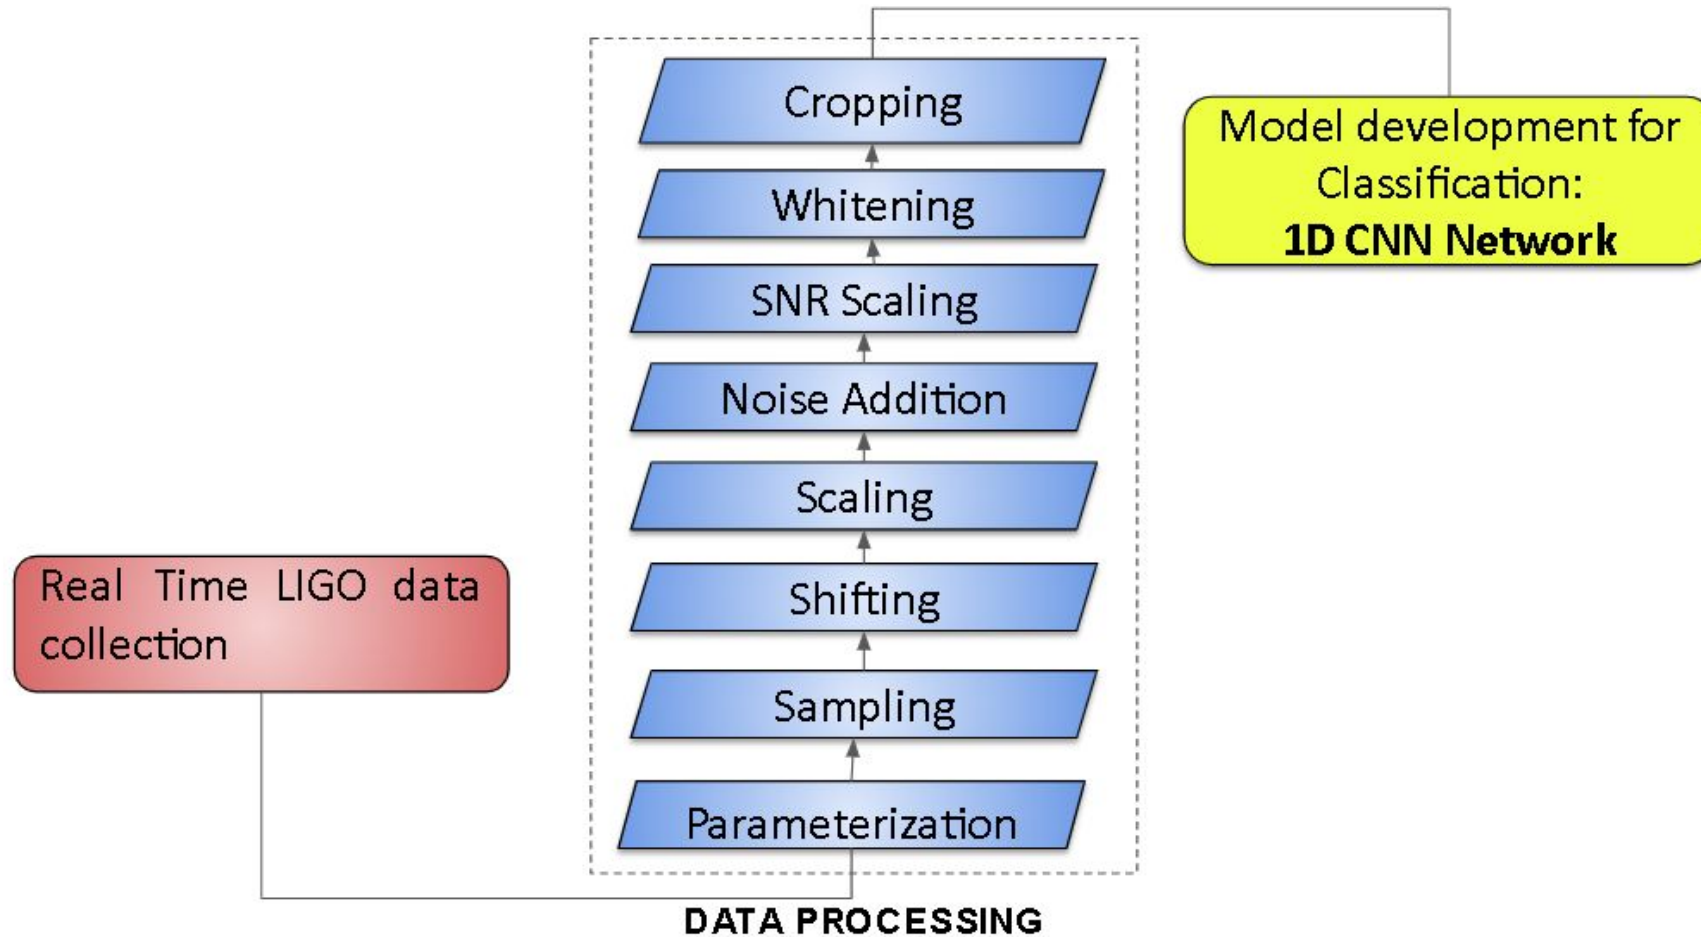 Cropping
Whitening
SNR Scaling
Noise Addition
Scaling
Shifting
Sampling
Parameterization
DATA PROCESSING
Real Time LIGO data
collection
Model development for
Classification:
1D CNN Network